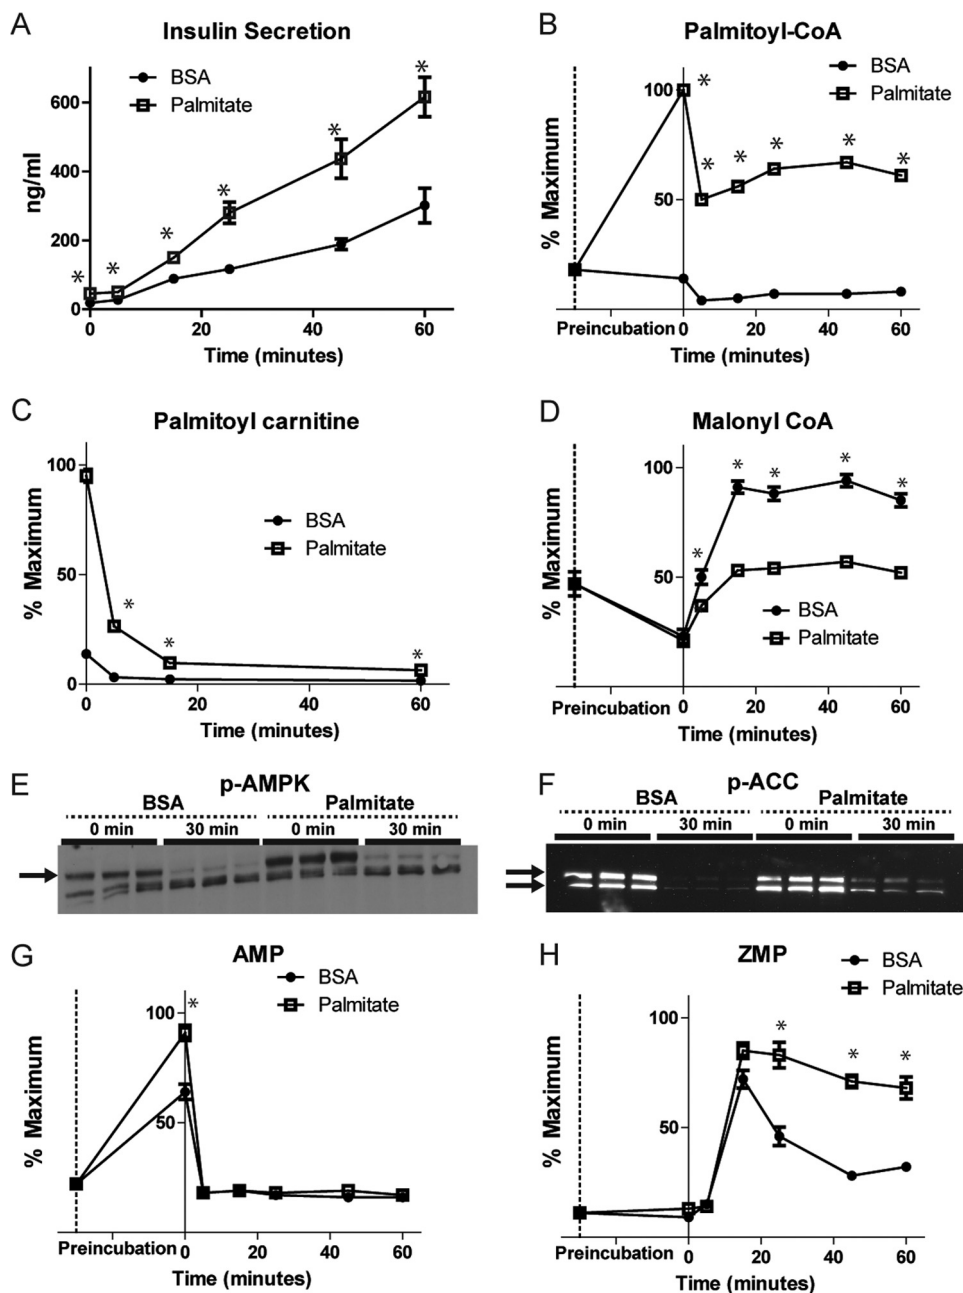 A
Insulin Secretion
BSA
Palmitate
* * * * * *
ng/ml
600
400
200
0
0 20 40 60
Time (minutes)
B
Palmitoyl-CoA
BSA
Palmitate
* * * * * *
% Maximum
100
50
Preincubation 0 20 40 60
Time (minutes)
C
Palmitoyl carnitine
BSA
Palmitate
* * *
% Maximum
100
50
0
0 20 40 60
Time (minutes)
D
Malonyl CoA
* * * * *
BSA
Palmitate
% Maximum
100
50
Preincubation 0 20 40 60
Time (minutes)
E
p-AMPK
BSA Palmitate
0 min 30 min 0 min 30 min
F
p-ACC
BSA Palmitate
0 min 30 min 0 min 30 min
G
AMP
BSA
Palmitate
*
% Maximum
100
50
Preincubation 0 20 40 60
Time (minutes)
H
ZMP
BSA
Palmitate
* * *
% Maximum
100
50
Preincubation 0 20 40 60
Time (minutes)